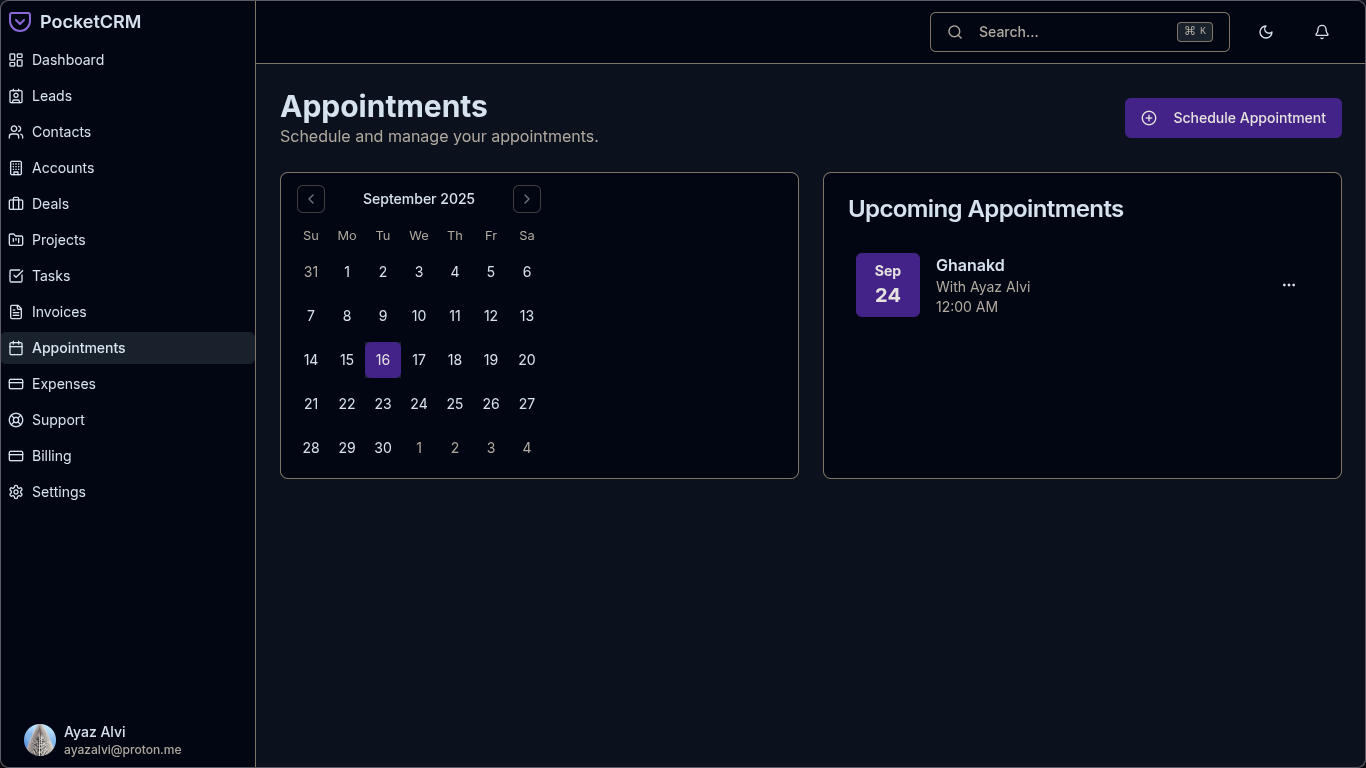 PocketCRM
Dashboard
Leads
Contacts
Accounts
Deals
Projects
Tasks
Invoices
Appointments
Expenses
Support
Billing
Settings
Ayaz Alvi
ayazalvi@proton.me
Search...
⌘ K
Appointments
Schedule and manage your appointments.
Schedule Appointment
September 2025
Su Mo Tu We Th Fr Sa
31 1 2 3 4 5 6
7 8 9 10 11 12 13
14 15 16 17 18 19 20
21 22 23 24 25 26 27
28 29 30 1 2 3 4
Upcoming Appointments
Sep
24
Ghanakd
With Ayaz Alvi
12:00 AM